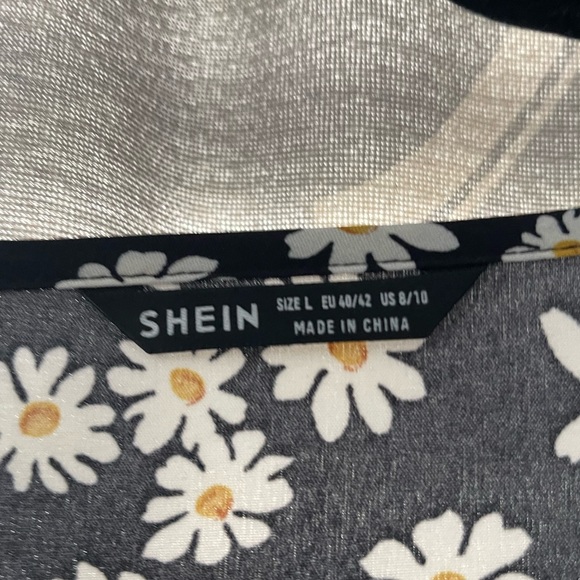 SHEIN
SIZE L EU 40/42 US 8/10
MADE IN CHINA